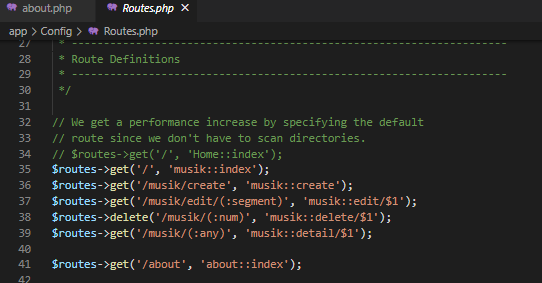 about.php Routes.php ×
app > Config > Routes.php
27 * --------------------------------------------------------------------
28 * Route Definitions
29 * --------------------------------------------------------------------
30 */
31
32 // We get a performance increase by specifying the default
33 // route since we don't have to scan directories.
34 // $routes->get('/', 'Home::index');
35 $routes->get('/', 'musik::index');
36 $routes->get('/musik/create', 'musik::create');
37 $routes->get('/musik/edit/(:segment)', 'musik::edit/$1');
38 $routes->delete('/musik/(:num)', 'musik::delete/$1');
39 $routes->get('/musik/(:any)', 'musik::detail/$1');
40
41 $routes->get('/about', 'about::index');
42